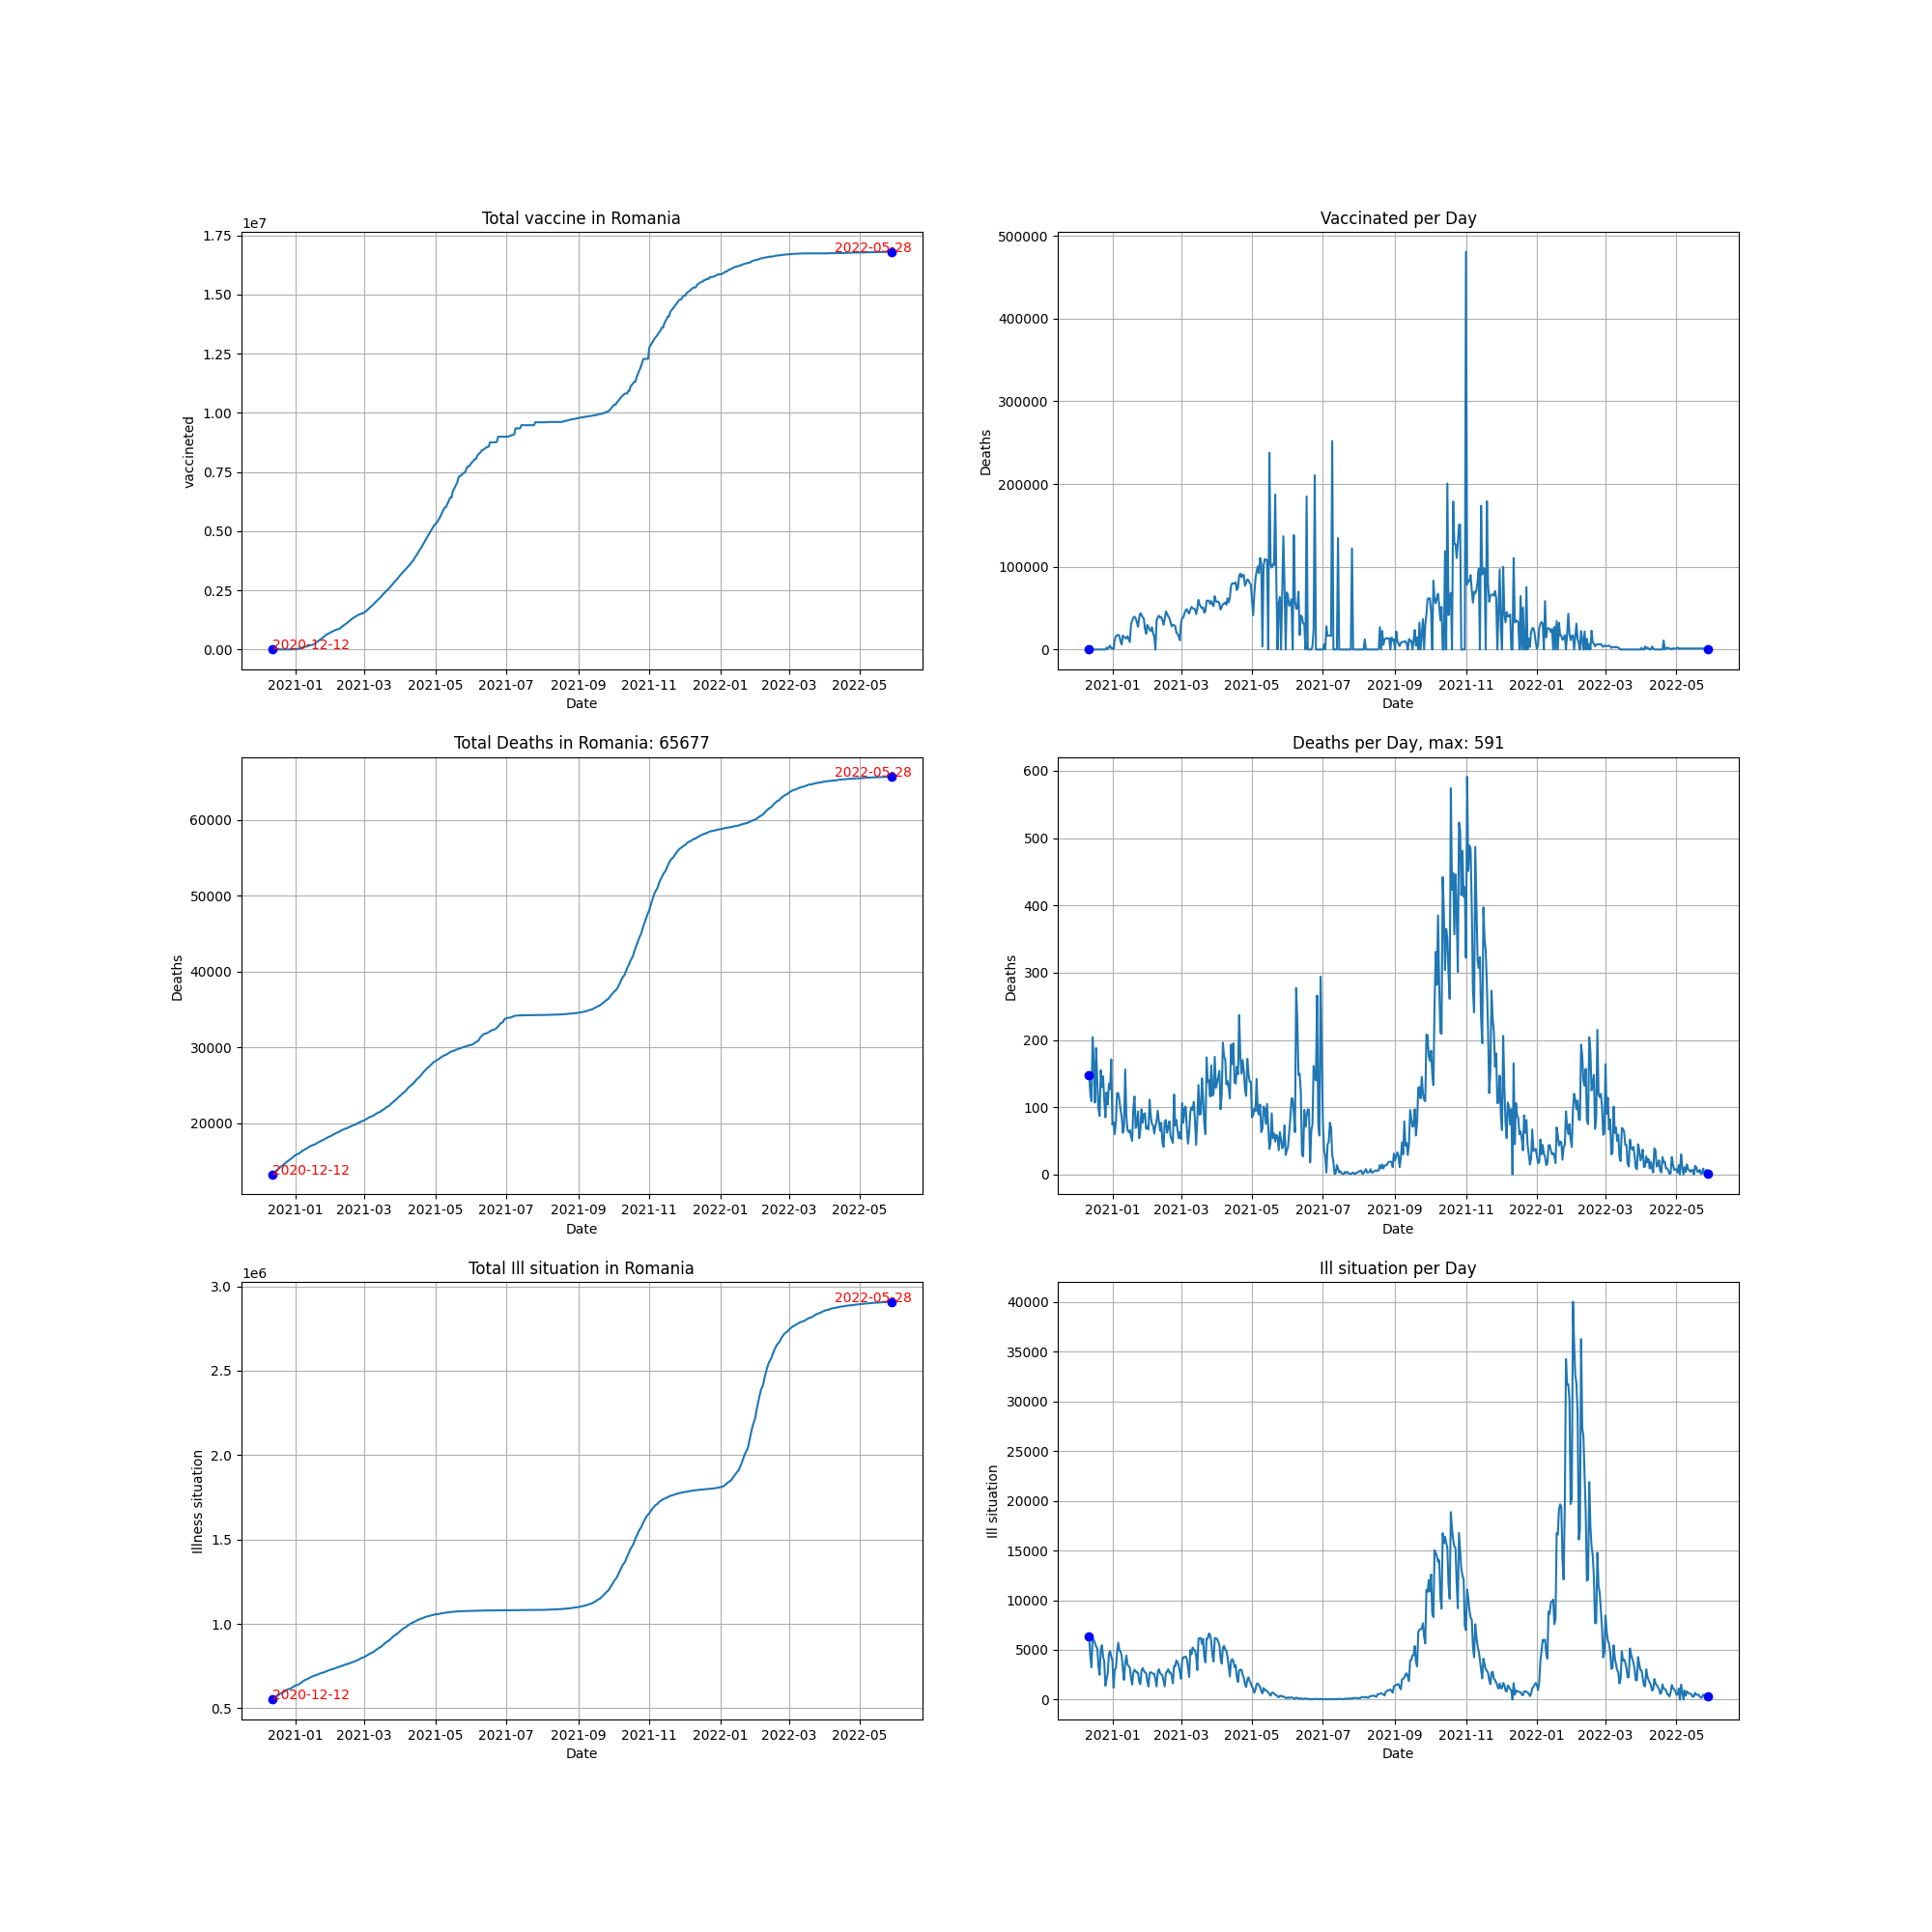 Total vaccine in Romania
1e7
1.75
1.50
1.25
1.00
0.75
0.50
0.25
0.00
vaccineted
2020-12-12
2022-05-28
2021-01 2021-03 2021-05 2021-07 2021-09 2021-11 2022-01 2022-03 2022-05
Date
Vaccinated per Day
500000
400000
300000
200000
100000
0
Deaths
2021-01 2021-03 2021-05 2021-07 2021-09 2021-11 2022-01 2022-03 2022-05
Date
Total Deaths in Romania: 65677
60000
50000
40000
30000
20000
Deaths
2020-12-12
2022-05-28
2021-01 2021-03 2021-05 2021-07 2021-09 2021-11 2022-01 2022-03 2022-05
Date
Deaths per Day, max: 591
600
500
400
300
200
100
0
Deaths
2021-01 2021-03 2021-05 2021-07 2021-09 2021-11 2022-01 2022-03 2022-05
Date
Total Ill situation in Romania
1e6
3.0
2.5
2.0
1.5
1.0
0.5
Illness situation
2020-12-12
2022-05-28
2021-01 2021-03 2021-05 2021-07 2021-09 2021-11 2022-01 2022-03 2022-05
Date
Ill situation per Day
40000
35000
30000
25000
20000
15000
10000
5000
0
Ill situation
2021-01 2021-03 2021-05 2021-07 2021-09 2021-11 2022-01 2022-03 2022-05
Date